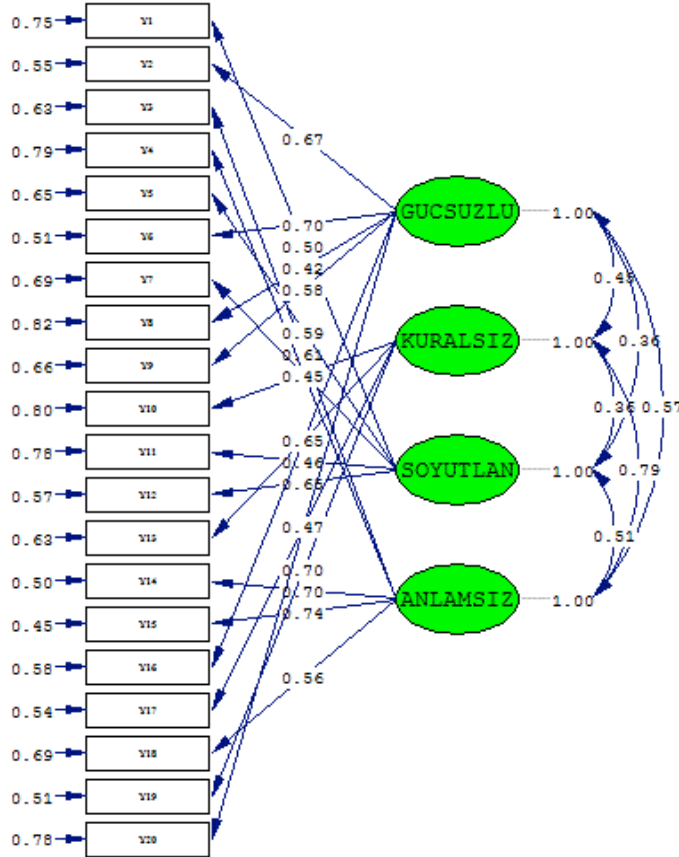 0.75 Y1
0.55 Y2
0.63 Y3
0.79 Y4
0.67
0.65 Y5
GUCSUZLU 1.00
0.51 Y6
0.70
0.50
0.69 Y7
0.42
0.48
0.58
0.82 Y8
0.59
KURALSIZ 1.00
0.36
0.61
0.66 Y9
0.45
0.80 Y10
0.36
0.57
0.65
0.78 Y11
0.46
SOYUTLAN 1.00
0.79
0.66
0.57 Y12
0.47
0.63 Y13
0.51
0.70
0.50 Y14
0.70
ANLAMSIZ 1.00
0.74
0.45 Y15
0.58 Y16
0.56
0.54 Y17
0.69 Y18
0.51 Y19
0.78 Y20